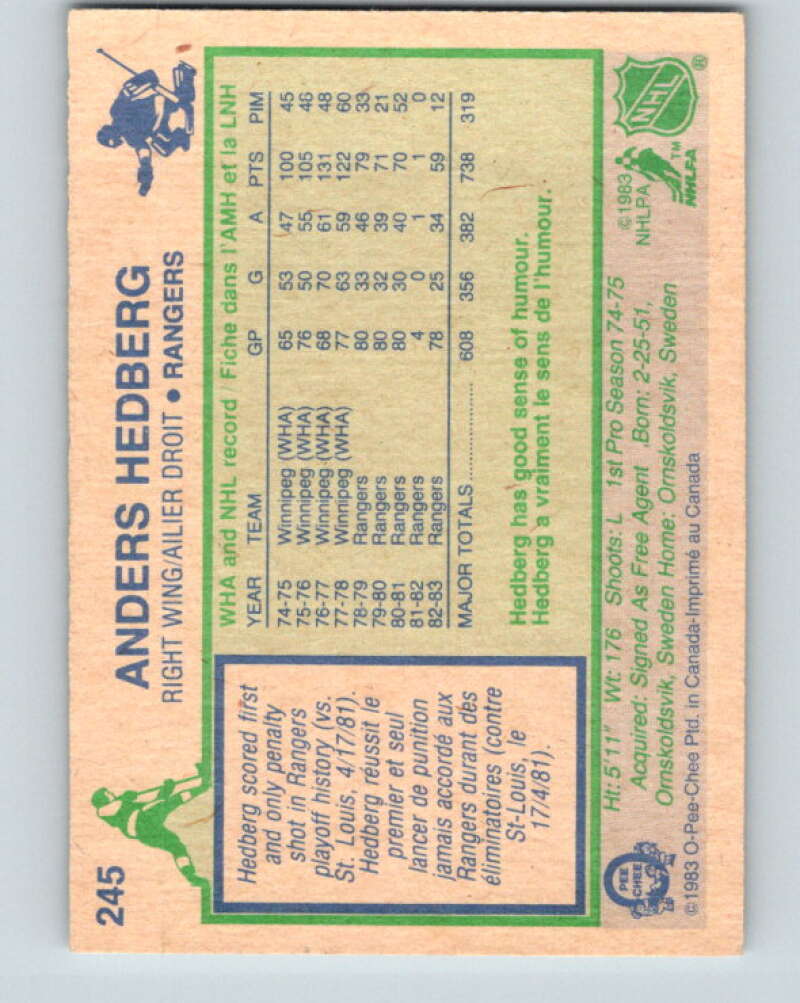 245
ANDERS HEDBERG
RIGHT WING/AILIER DROIT • RANGERS
Hedberg scored first
and only penalty
shot in Rangers
playoff history (vs.
St. Louis, 4/17/81).
Hedberg réussit le
premier et seul
lancer de punition
jamais accordé aux
Rangers durant des
éliminatoires (contre
St-Louis, le
17/4/81).
WHA and NHL record / Fiche dans l'AMH et la LNH
YEAR TEAM GP G A PTS PIM
74-75 Winnipeg (WHA) 65 53 47 100 45
75-76 Winnipeg (WHA) 76 50 55 105 48
76-77 Winnipeg (WHA) 68 70 61 131 48
77-78 Winnipeg (WHA) 77 63 59 122 60
78-79 Rangers 80 33 46 79 33
79-80 Rangers 80 32 39 71 21
80-81 Rangers 80 30 40 70 52
81-82 Rangers 4 0 1 1 0
82-83 Rangers 78 25 34 59 12
MAJOR TOTALS .................. 608 356 382 738 319
Hedberg has good sense of humour.
Hedberg a vraiment le sens de l'humour.
Ht: 5'11" Wt: 176 Shoots: L 1st Pro Season 74-75
Acquired: Signed As Free Agent Born: 2-25-51,
Ornskoldsvik, Sweden Home: Ornskoldsvik, Sweden
©1983 O-Pee-Chee Ptd. in Canada-Imprimé au Canada
O
PEE
CHEE
NHL
®
©1983
NHLPA
TM
NHLPA